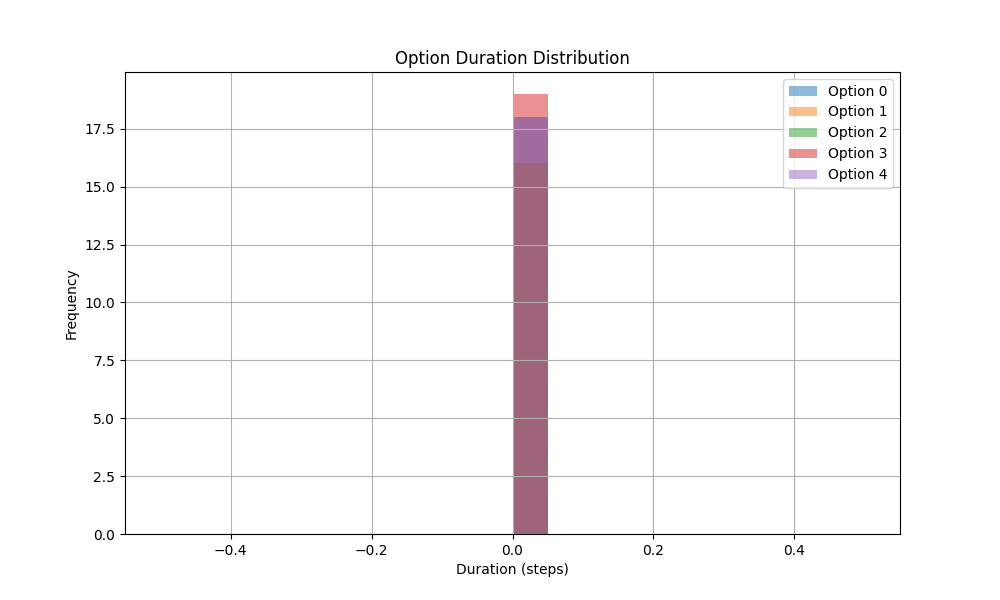 Option Duration Distribution
Option 0
Option 1
Option 2
Option 3
Option 4
Frequency
17.5
15.0
12.5
10.0
7.5
5.0
2.5
0.0
−0.4 −0.2 0.0 0.2 0.4
Duration (steps)